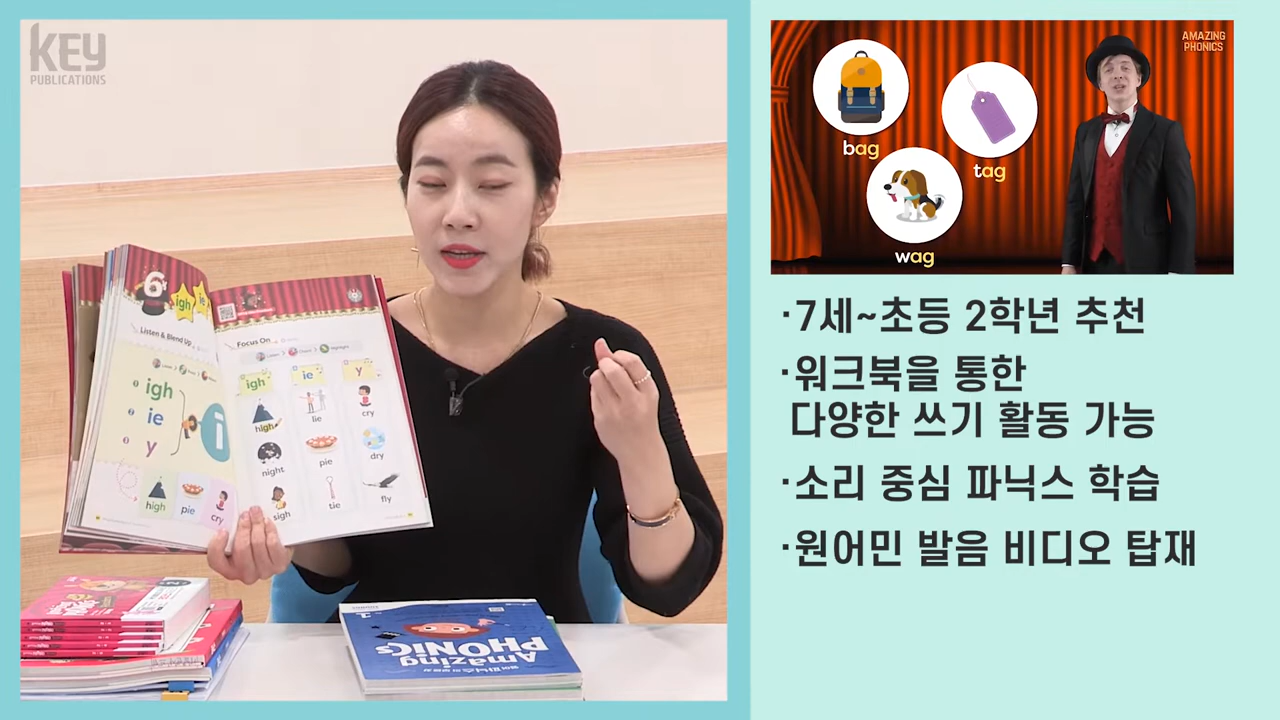 KEY
PUBLICATIONS
AMAZING
PHONICS
bag
tag
wag
·7세~초등 2학년 추천
·워크북을 통한
다양한 쓰기 활동 가능
·소리 중심 파닉스 학습
·원어민 발음 비디오 탑재
6
igh
ie
Listen & Blend Up
igh
ie
y
i
high
pie
cry
Focus On
igh
ie
y
high
lie
cry
night
pie
dry
sigh
tie
fly
Amazing
PHONICS